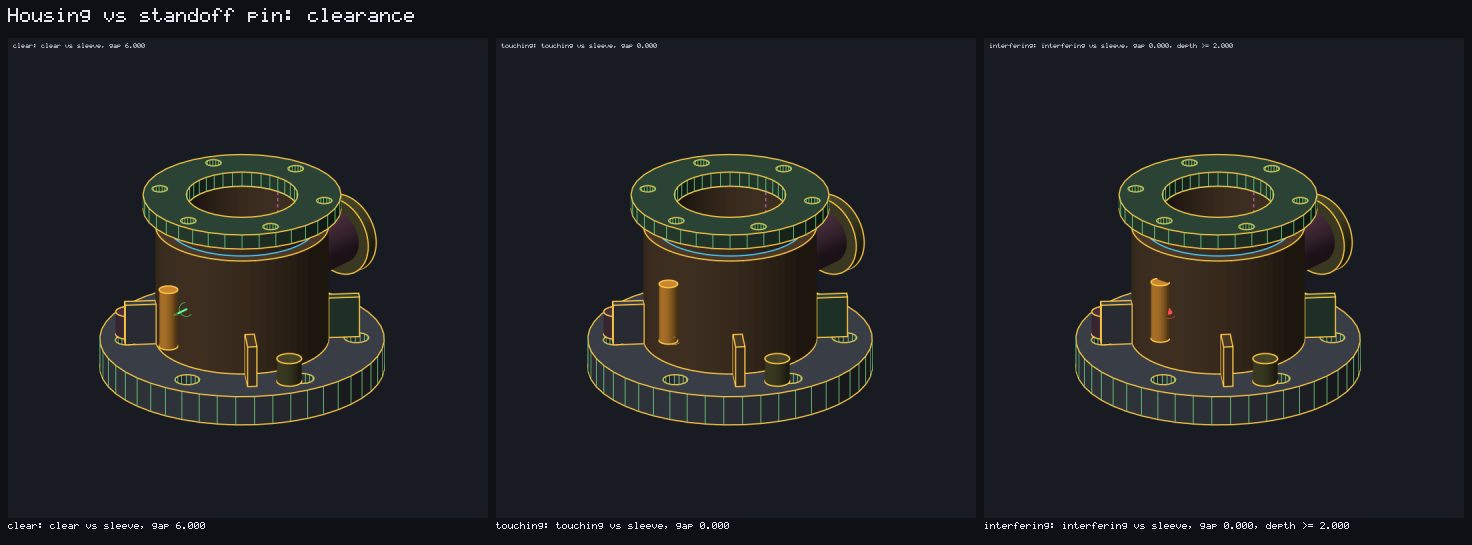 Housing vs standoff pin: clearance
clear: clear vs sleeve, gap 6.000
touching: touching vs sleeve, gap 0.000
interfering: interfering vs sleeve, gap 0.000, depth >= 2.000
clear: clear vs sleeve, gap 6.000
touching: touching vs sleeve, gap 0.000
interfering: interfering vs sleeve, gap 0.000, depth >= 2.000